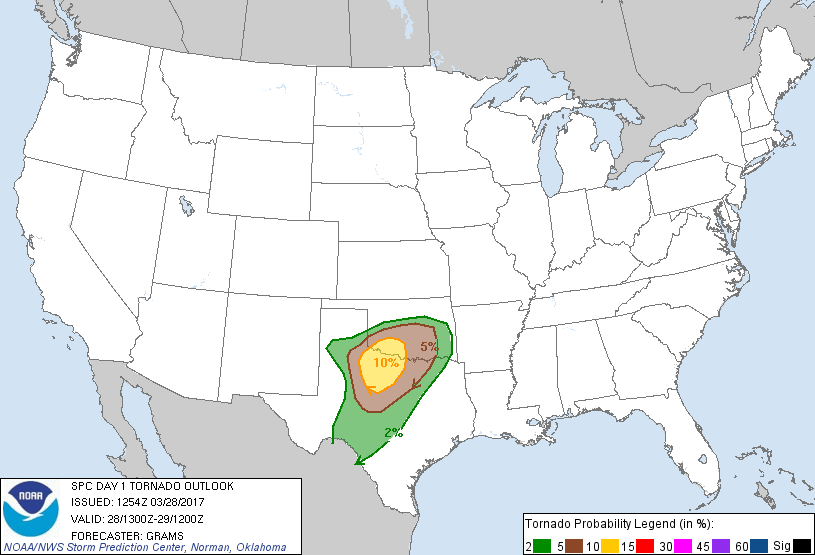 5%
10%
2%
NOAA
SPC DAY 1 TORNADO OUTLOOK
ISSUED: 1254Z 03/28/2017
VALID: 28/1300Z-29/1200Z
FORECASTER: GRAMS
NOAA/NWS Storm Prediction Center, Norman, Oklahoma
Tornado Probability Legend (in %):
2 5 10 15 30 45 60 Sig